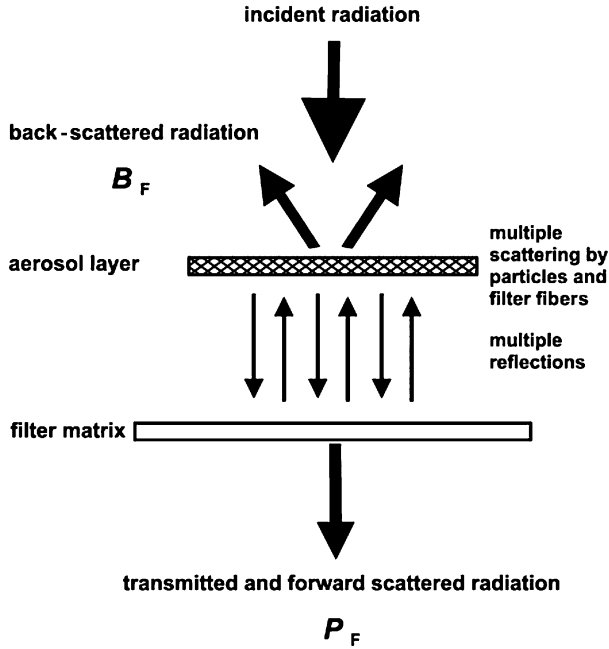 incident radiation
back-scattered radiation
B F
aerosol layer
multiple
scattering by
particles and
filter fibers
multiple
reflections
filter matrix
transmitted and forward scattered radiation
P F